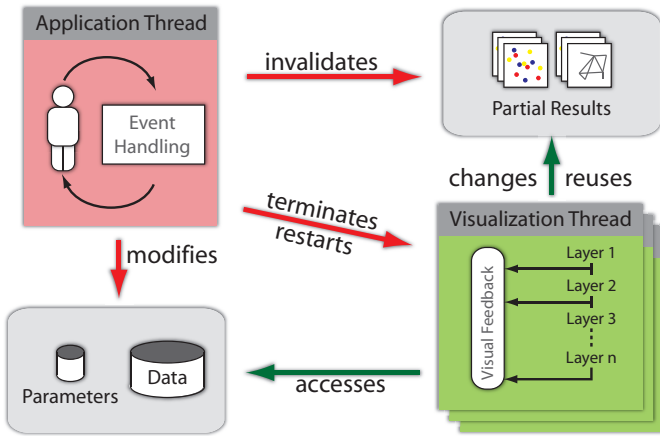 Application Thread
invalidates
Event
Handling
Partial Results
changes reuses
terminates
restarts
modifies
Visualization Thread
Visual Feedback
Layer 1
Layer 2
Layer 3
Layer n
Parameters
Data
accesses